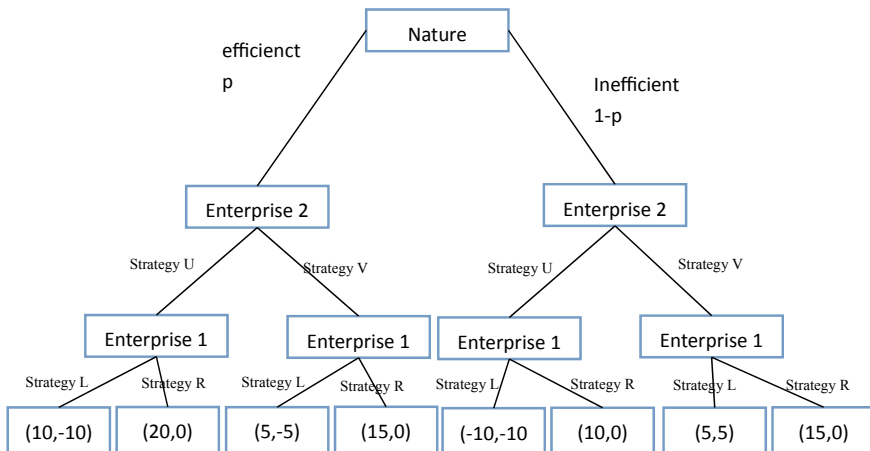 Nature
efficienct
p
Inefficient
1-p
Enterprise 2
Enterprise 2
Strategy U
Strategy V
Strategy U
Strategy V
Enterprise 1
Enterprise 1
Enterprise 1
Enterprise 1
Strategy L
Strategy R
Strategy L
Strategy R
Strategy L
Strategy R
Strategy L
Strategy R
(10,-10)
(20,0)
(5,-5)
(15,0)
(-10,-10
(10,0)
(5,5)
(15,0)